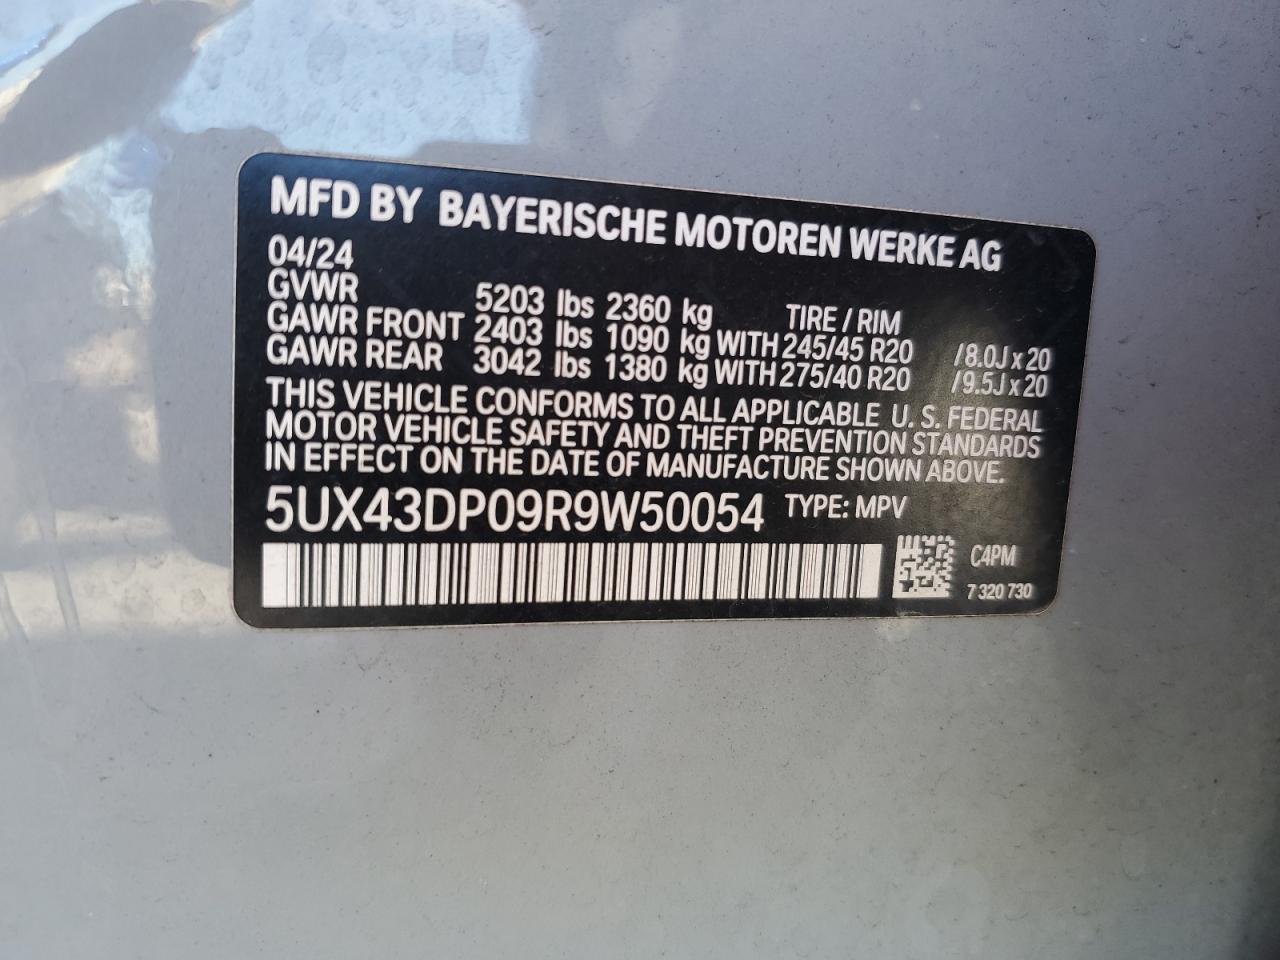 MFD BY BAYERISCHE MOTOREN WERKE AG
04/24
GVWR 5203 lbs 2360 kg TIRE / RIM
GAWR FRONT 2403 lbs 1090 kg WITH 245/45 R20 /8.0J x 20
GAWR REAR 3042 lbs 1380 kg WITH 275/40 R20 /9.5J x 20
THIS VEHICLE CONFORMS TO ALL APPLICABLE U. S. FEDERAL
MOTOR VEHICLE SAFETY AND THEFT PREVENTION STANDARDS
IN EFFECT ON THE DATE OF MANUFACTURE SHOWN ABOVE.
5UX43DP09R9W50054 TYPE: MPV
C4PM
7 320 730